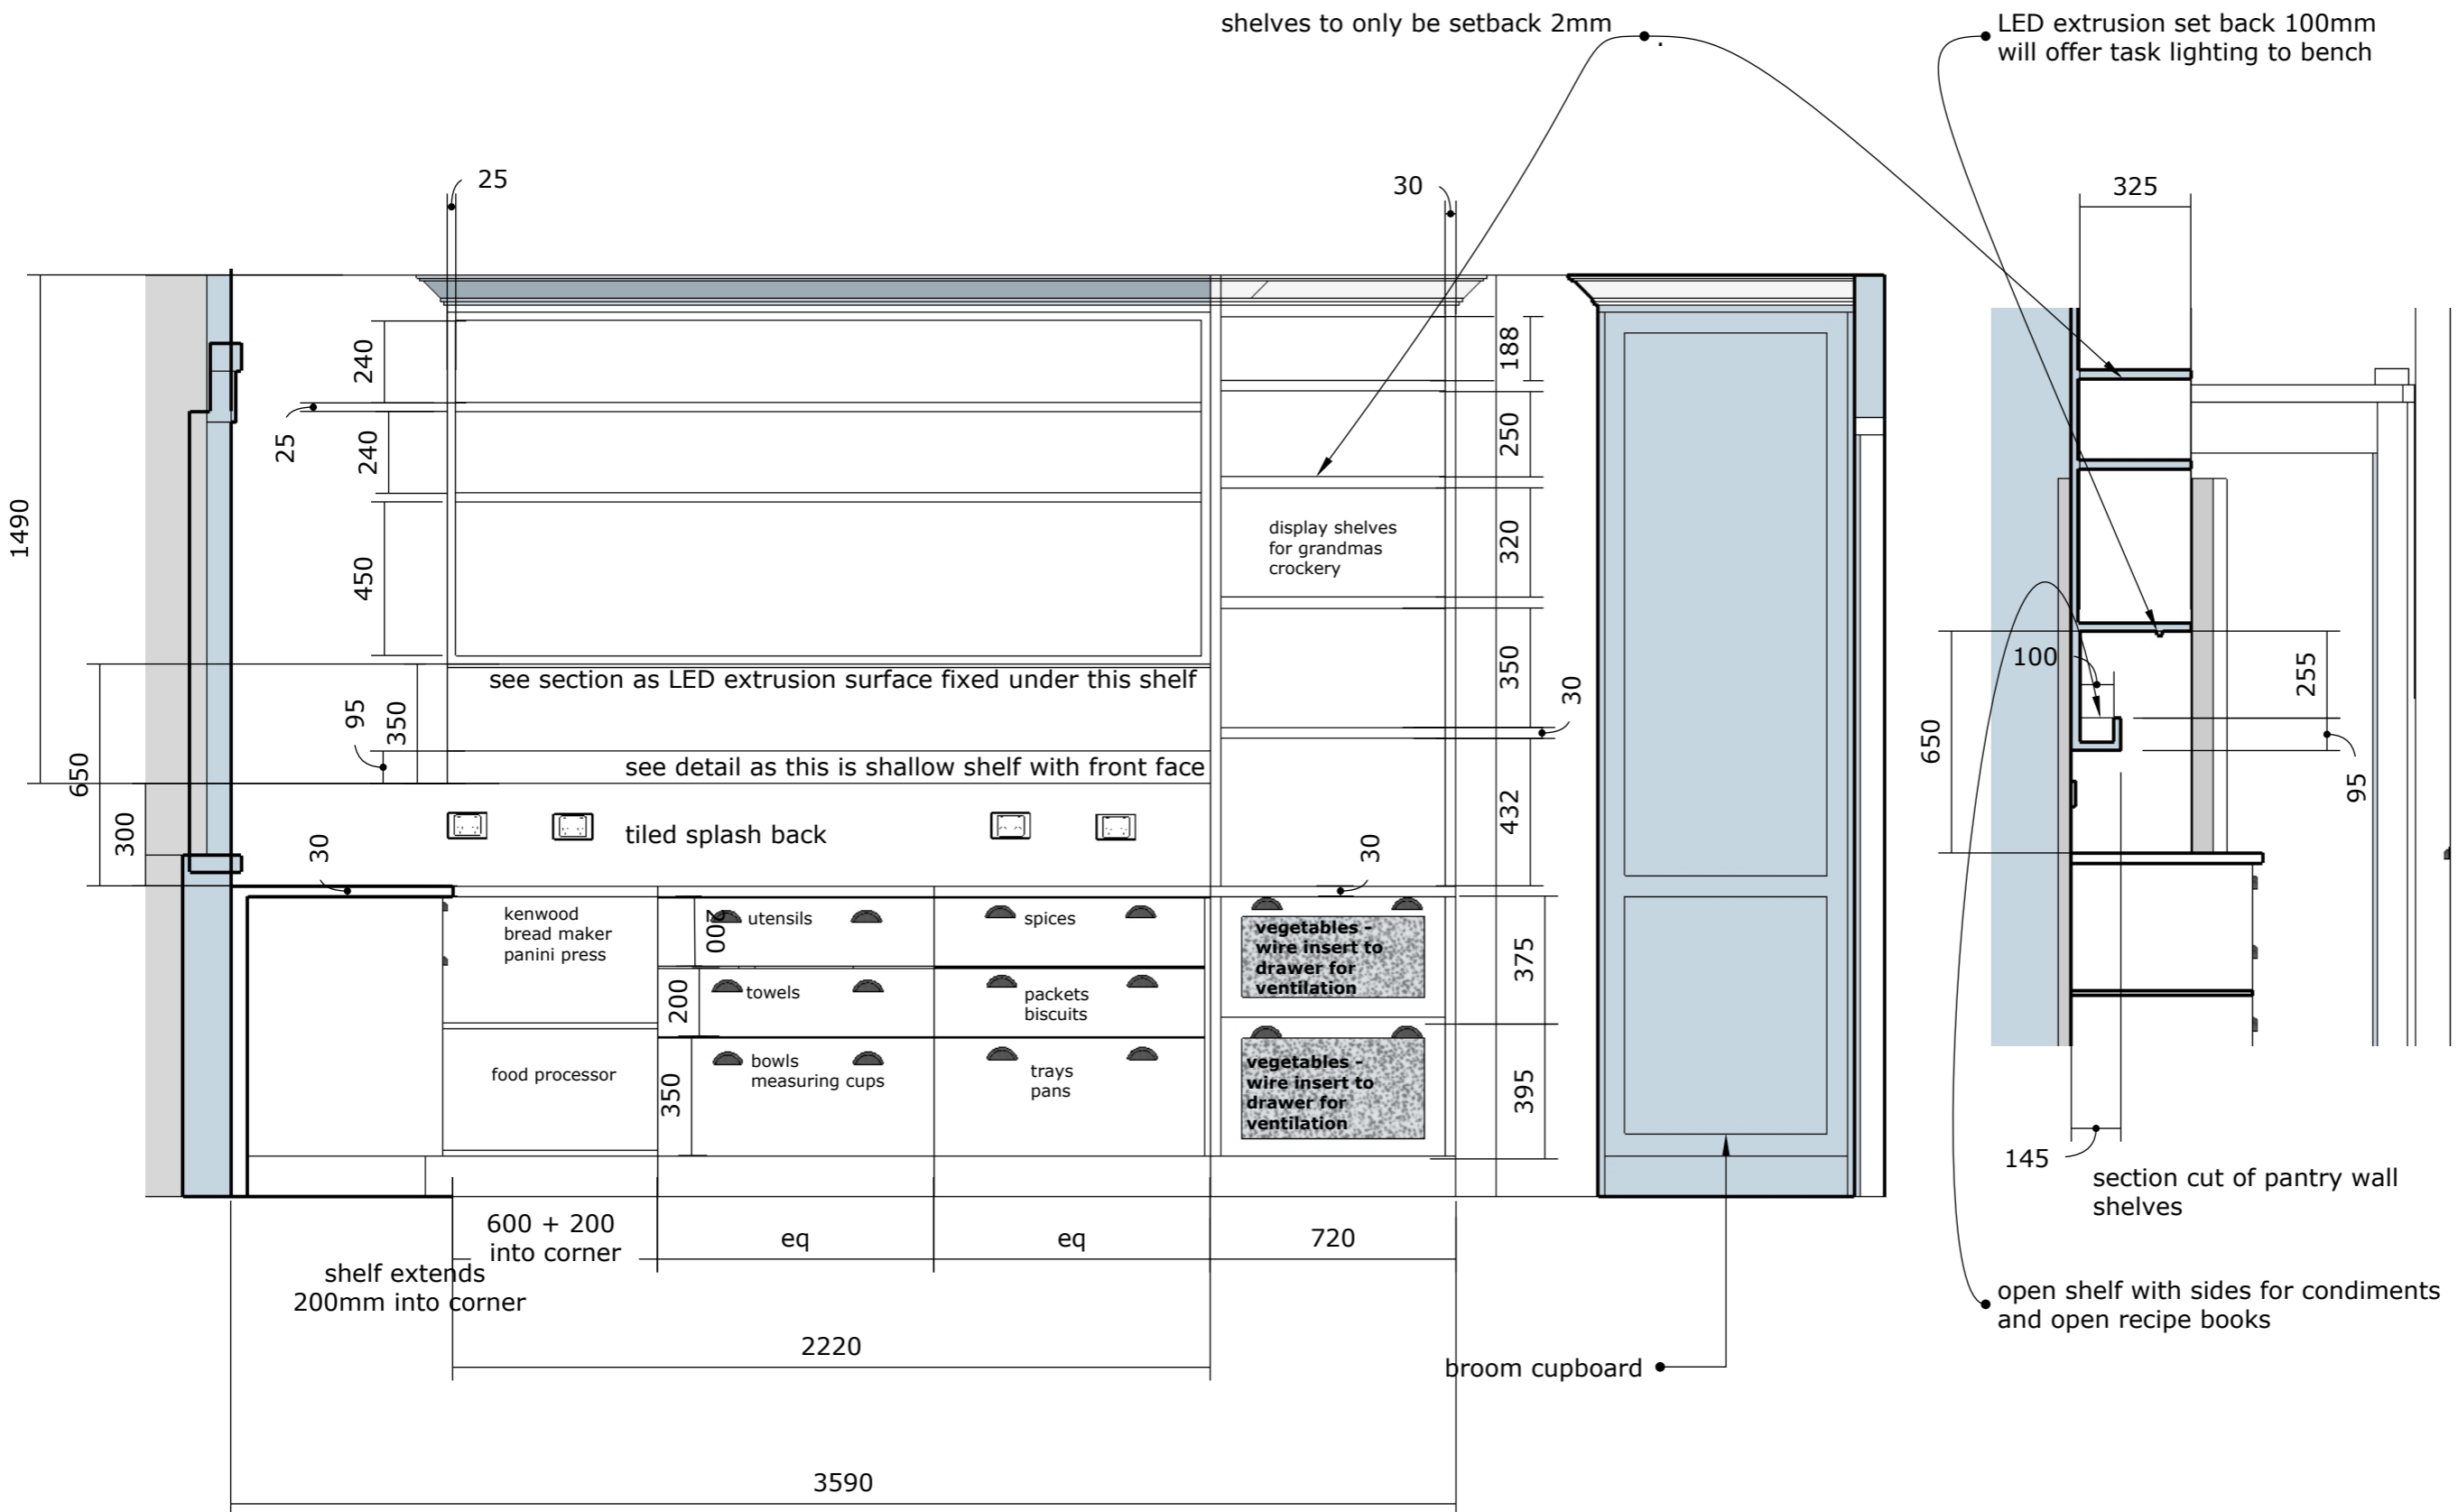 shelves to only be setback 2mm
.
LED extrusion set back 100mm
will offer task lighting to bench
25
30
325
240
188
25
240
250
1490
450
display shelves
for grandmas
crockery
320
see section as LED extrusion surface fixed under this shelf
95
350
350
30
100
255
650
see detail as this is shallow shelf with front face
650
95
300
30
tiled splash back
432
30
kenwood
bread maker
panini press
200
utensils
spices
vegetables -
wire insert to
drawer for
ventilation
375
200
towels
packets
biscuits
food processor
350
bowls
measuring cups
trays
pans
vegetables -
wire insert to
drawer for
ventilation
395
145
section cut of pantry wall
shelves
600 + 200
into corner
eq
eq
720
shelf extends
200mm into corner
open shelf with sides for condiments
and open recipe books
2220
broom cupboard
3590